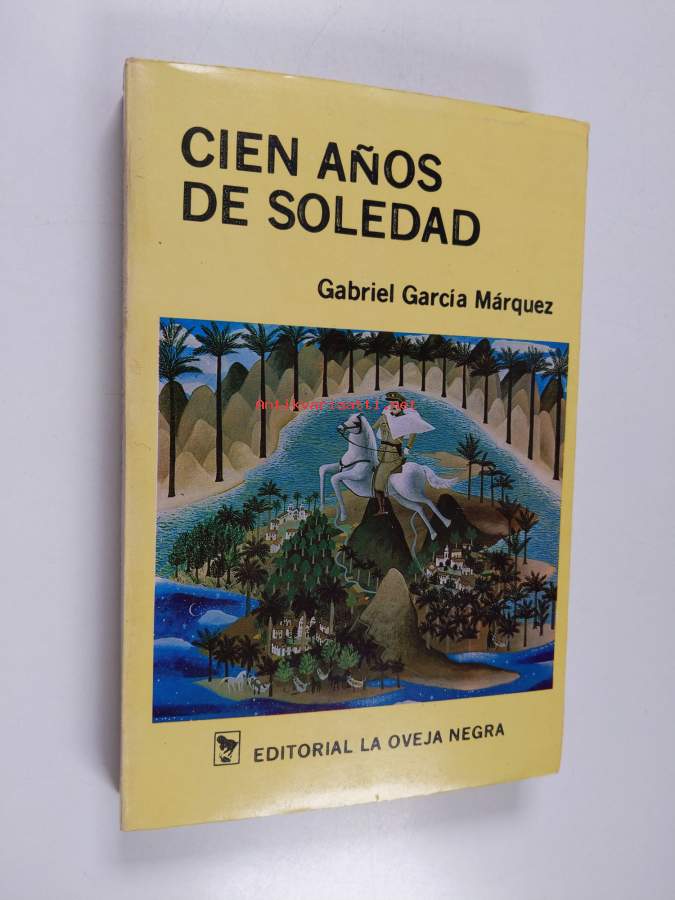 CIEN AÑOS
DE SOLEDAD
Gabriel García Márquez
Antikvariaatti.net
EDITORIAL LA OVEJA NEGRA